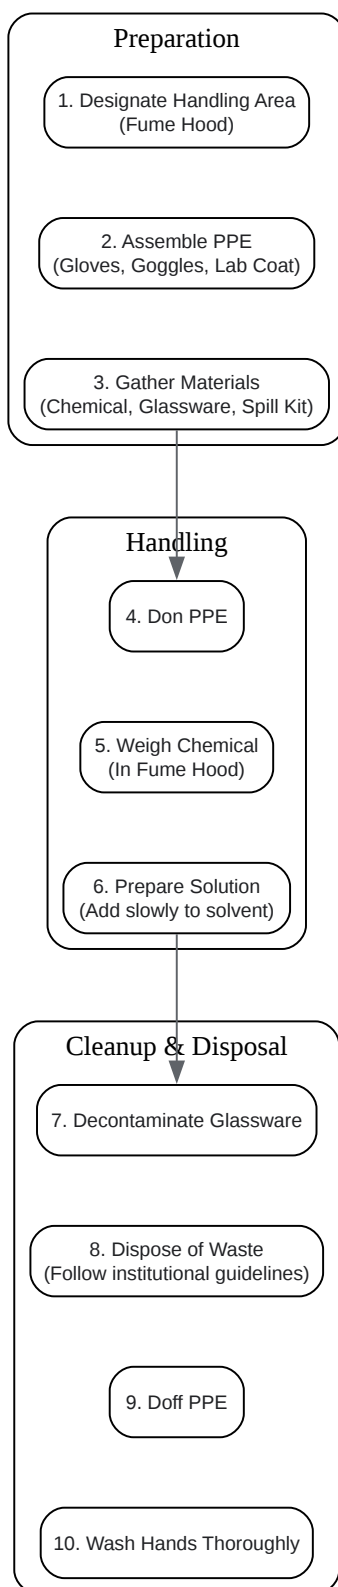 Preparation
1. Designate Handling Area
(Fume Hood)
2. Assemble PPE
(Gloves, Goggles, Lab Coat)
3. Gather Materials
(Chemical, Glassware, Spill Kit)
Handling
4. Don PPE
5. Weigh Chemical
(In Fume Hood)
6. Prepare Solution
(Add slowly to solvent)
Cleanup & Disposal
7. Decontaminate Glassware
8. Dispose of Waste
(Follow institutional guidelines)
9. Doff PPE
10. Wash Hands Thoroughly